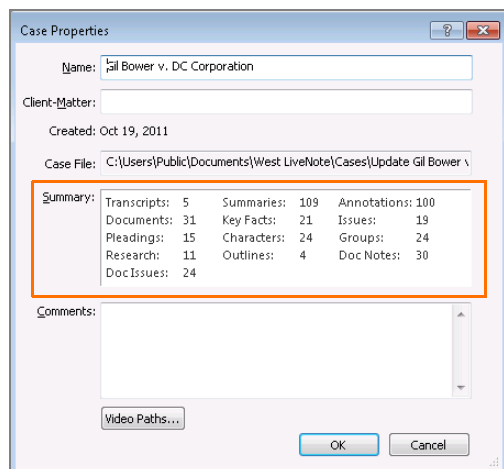 Case Properties
Name: Gil Bower v. DC Corporation
Client-Matter:
Created: Oct 19, 2011
Case File: C:\Users\Public\Documents\West LiveNote\Cases\Update Gil Bower v
Summary: Transcripts: 5 Summaries: 109 Annotations: 100
Documents: 31 Key Facts: 21 Issues: 19
Pleadings: 15 Characters: 24 Groups: 24
Research: 11 Outlines: 4 Doc Notes: 30
Doc Issues: 24
Comments:
Video Paths...
OK Cancel